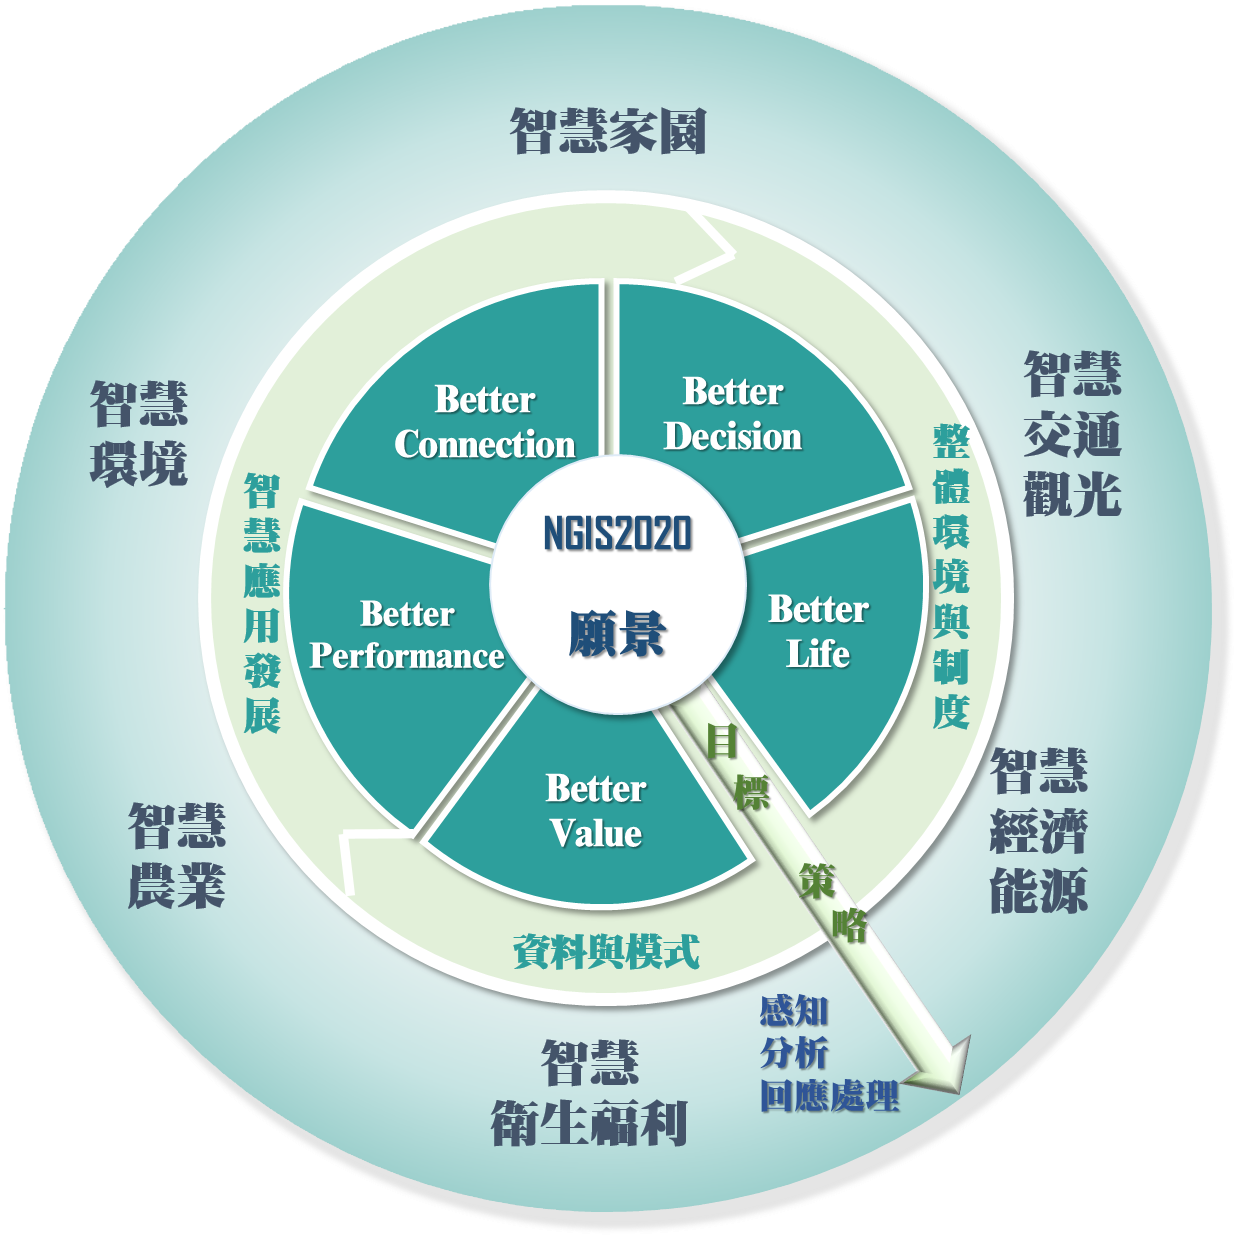 智慧家園
智慧
交通
觀光
智慧
經濟
能源
智慧
衛生福利
智慧
農業
智慧
環境
整體環境與制度
資料與模式
智慧應用發展
Better
Connection
Better
Decision
Better
Life
Better
Value
Better
Performance
NGIS2020
願景
目標
策略
感知
分析
回應處理